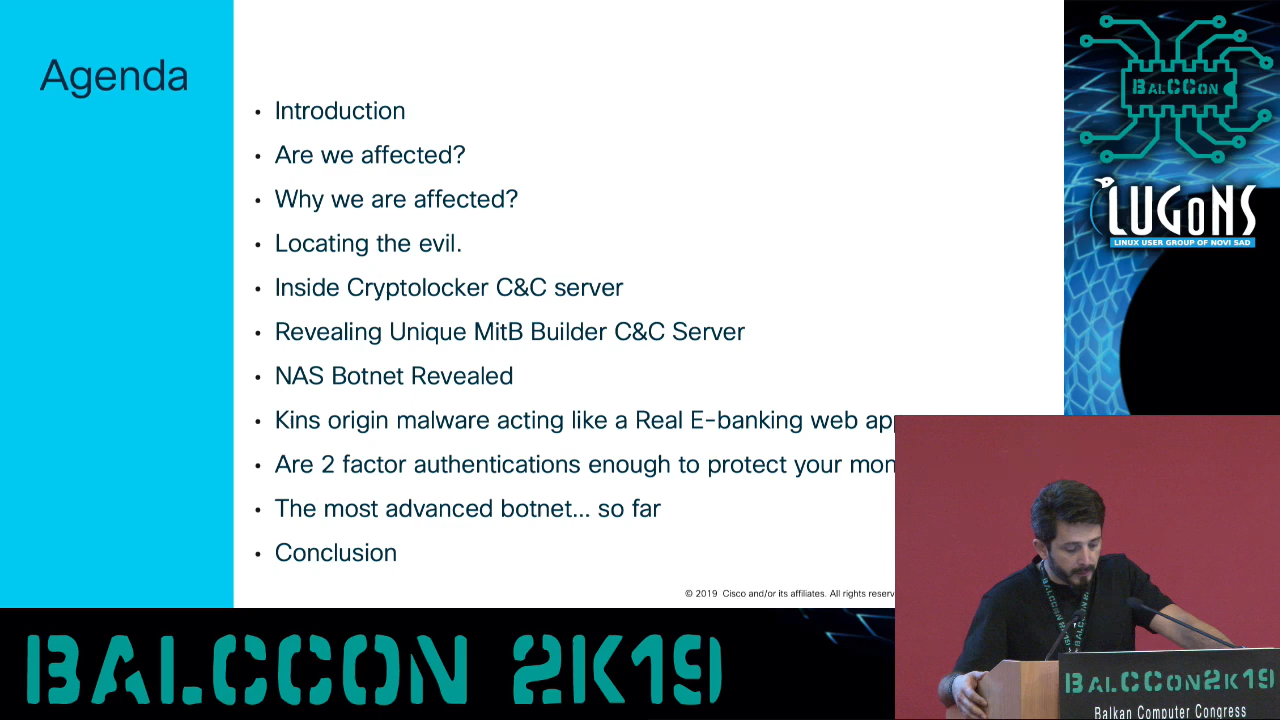 Agenda
Introduction
Are we affected?
Why we are affected?
Locating the evil.
Inside Cryptolocker C&C server
Revealing Unique MitB Builder C&C Server
NAS Botnet Revealed
Kins origin malware acting like a Real E-banking web ap
Are 2 factor authentications enough to protect your mon
The most advanced botnet... so far
Conclusion
© 2019 Cisco and/or its affiliates. All rights reserv
BALCCON
LUGONS
LINUX USER GROUP OF NOVI SAD
BALCCON 2K19
BALCCON2K19
Balkan Computer Congress